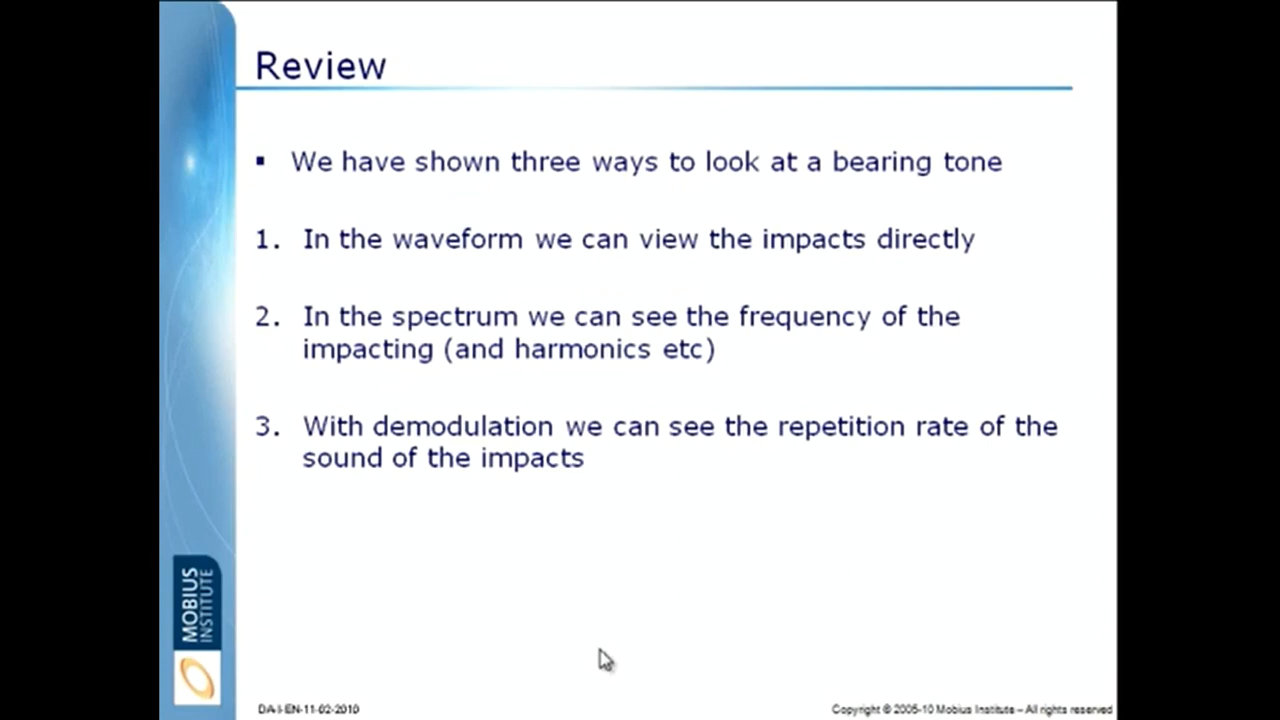 Review
▪ We have shown three ways to look at a bearing tone
1. In the waveform we can view the impacts directly
2. In the spectrum we can see the frequency of the
impacting (and harmonics etc)
3. With demodulation we can see the repetition rate of the
sound of the impacts
MOBIUS
INSTITUTE
DA-I-EN-11-02-2010
Copyright © 2005-10 Mobius Institute – All rights reserved